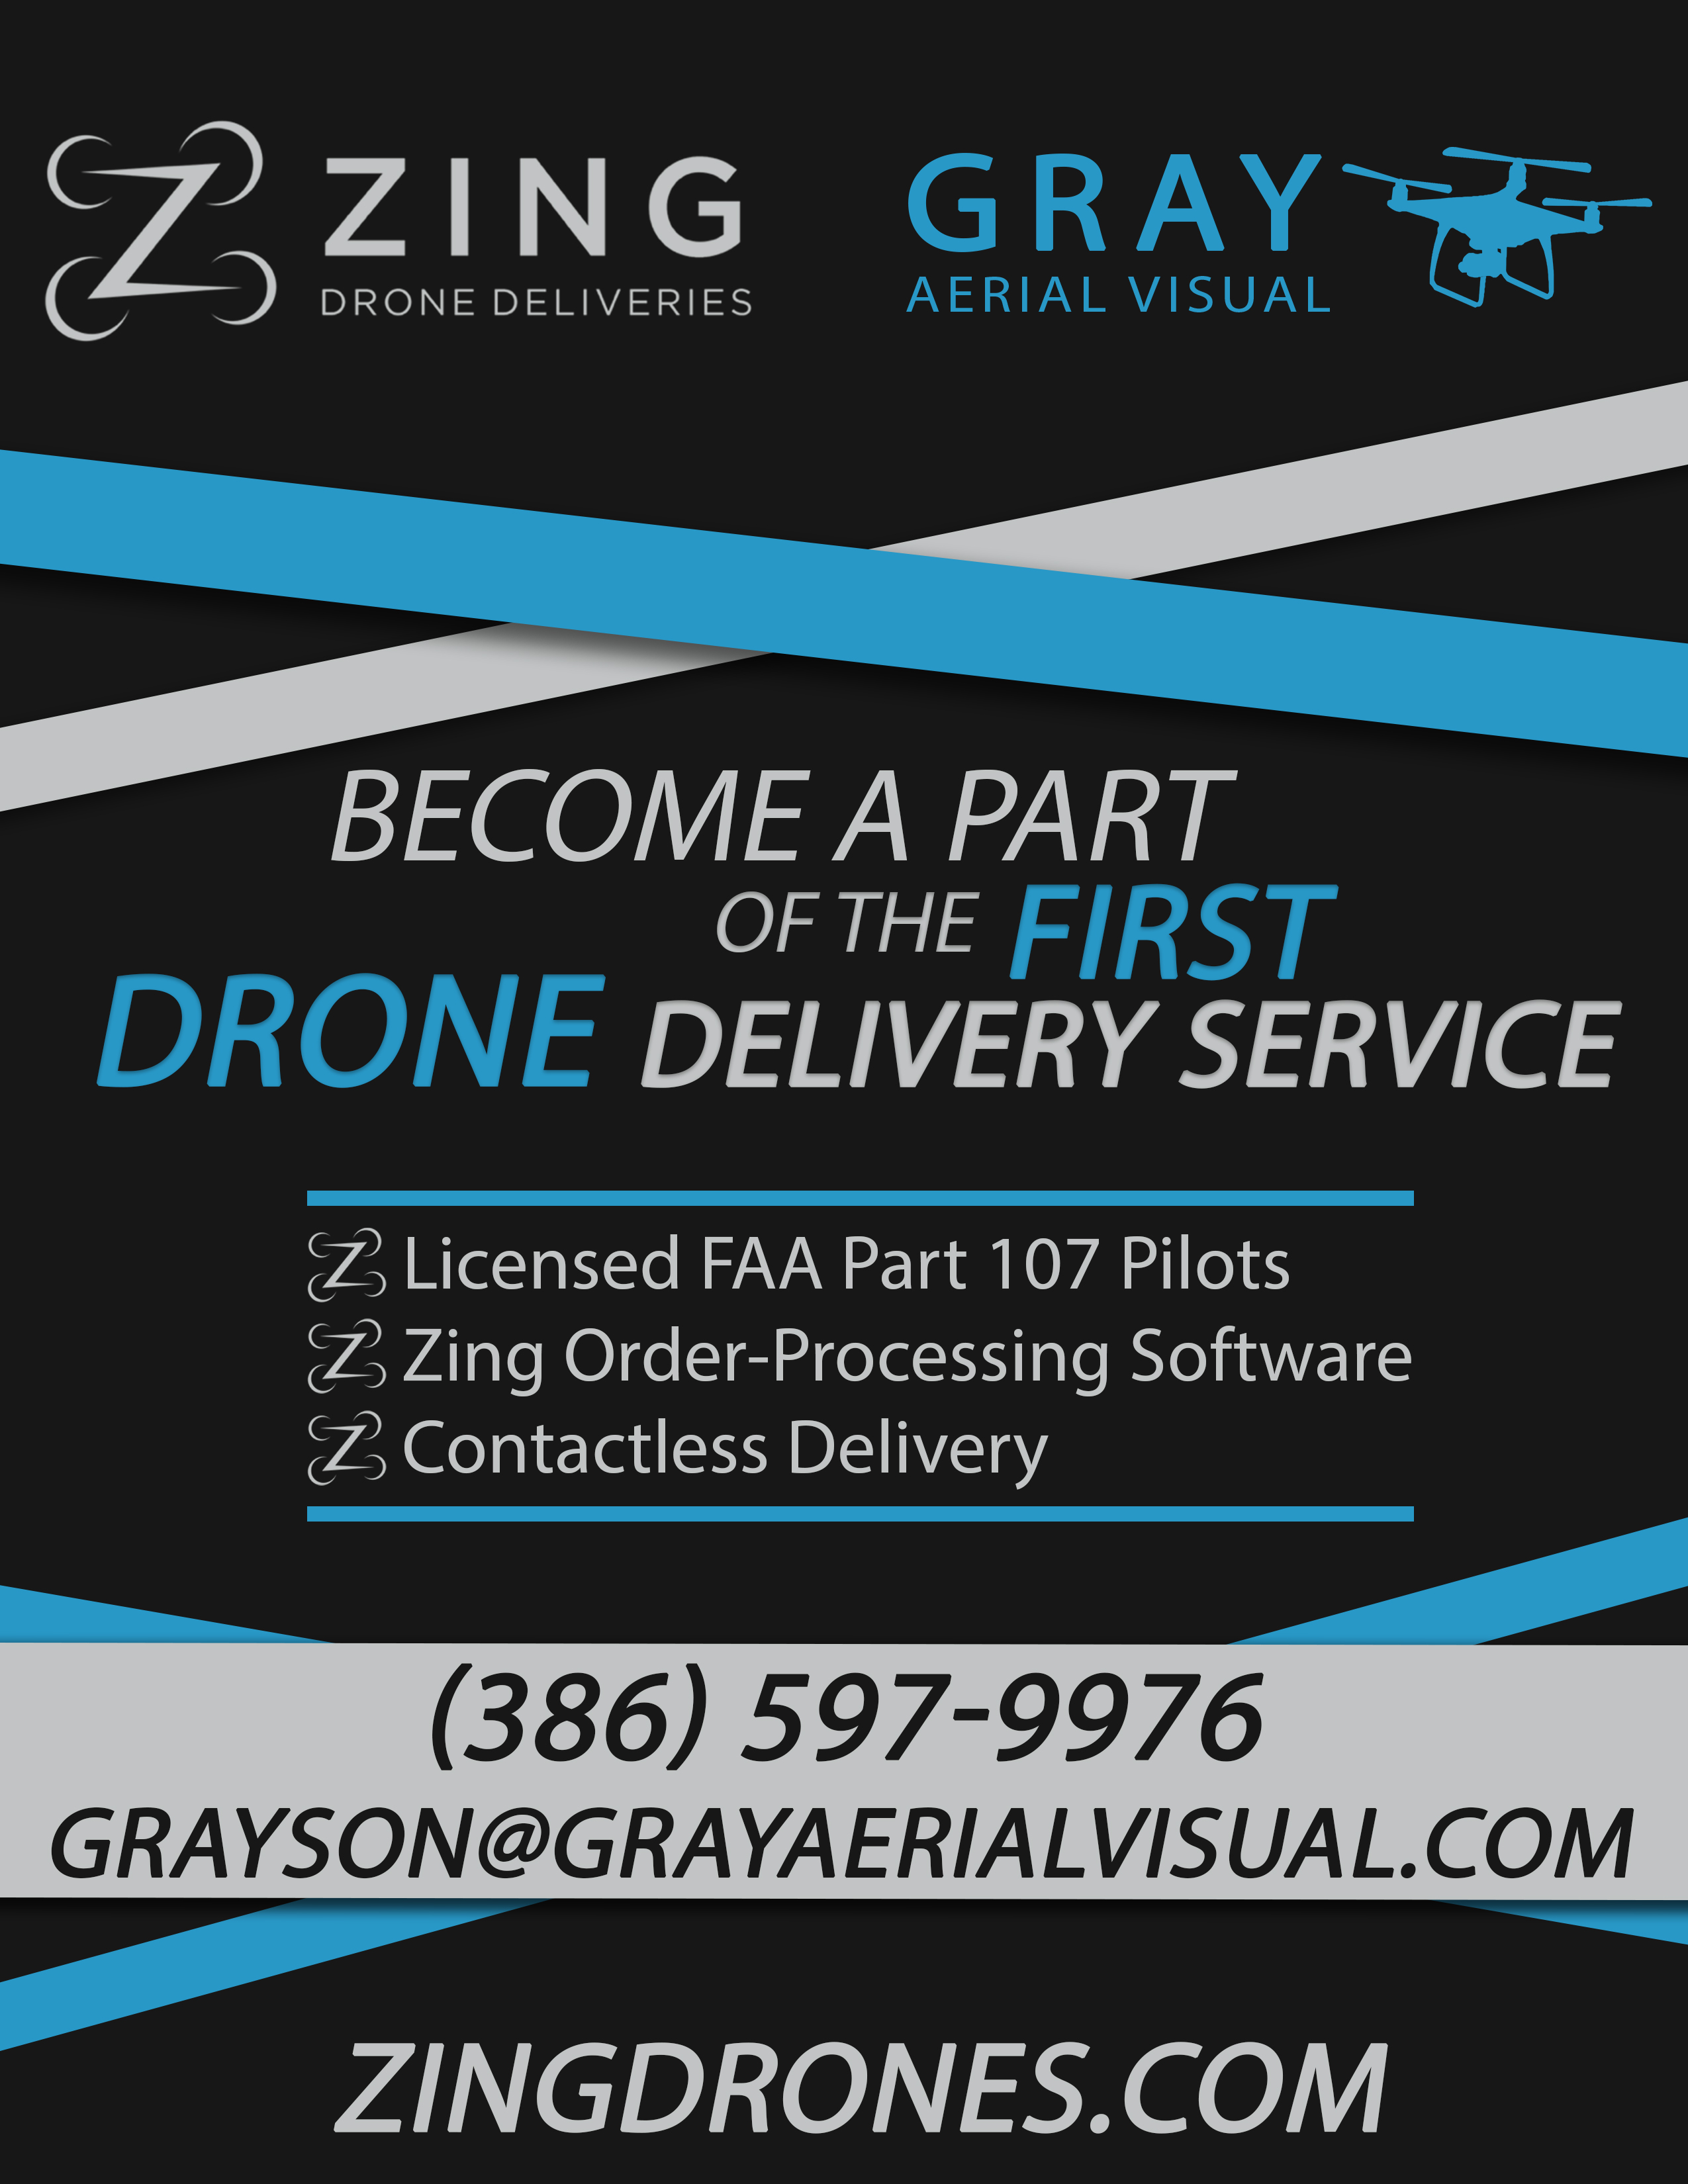 ZING
DRONE DELIVERIES
GRAY
AERIAL VISUAL
BECOME A PART
OF THE FIRST
DRONE DELIVERY SERVICE
Licensed FAA Part 107 Pilots
Zing Order-Processing Software
Contactless Delivery
(386) 597-9976
GRAYSON@GRAYAERIALVISUAL.COM
ZINGDRONES.COM